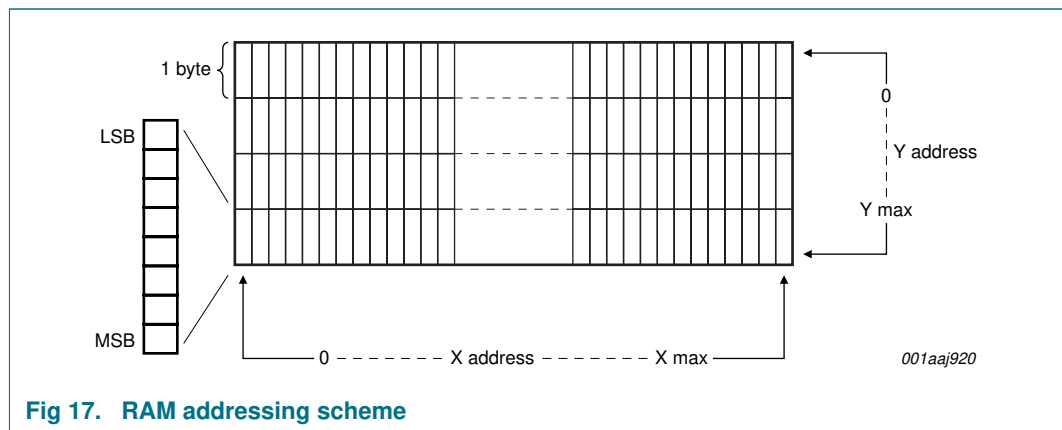 1 byte
LSB
MSB
0
Y address
Y max
0
X address
X max
001aaj920
Fig 17. RAM addressing scheme